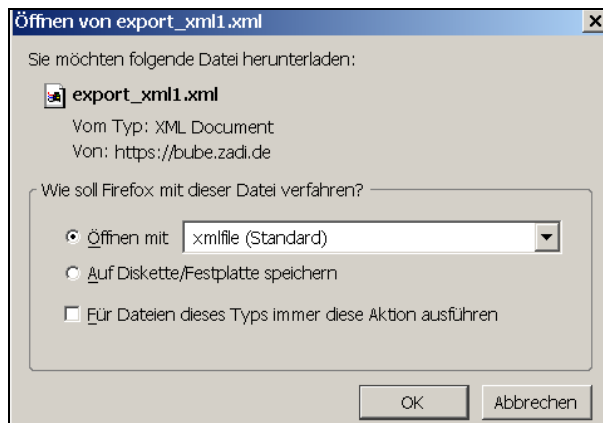 Öffnen von export_xml1.xml
Sie möchten folgende Datei herunterladen:
export_xml1.xml
Vom Typ: XML Document
Von: https://bube.zadi.de
Wie soll Firefox mit dieser Datei verfahren?
Öffnen mit xmlfile (Standard)
Auf Diskette/Festplatte speichern
Für Dateien dieses Typs immer diese Aktion ausführen
OK Abbrechen